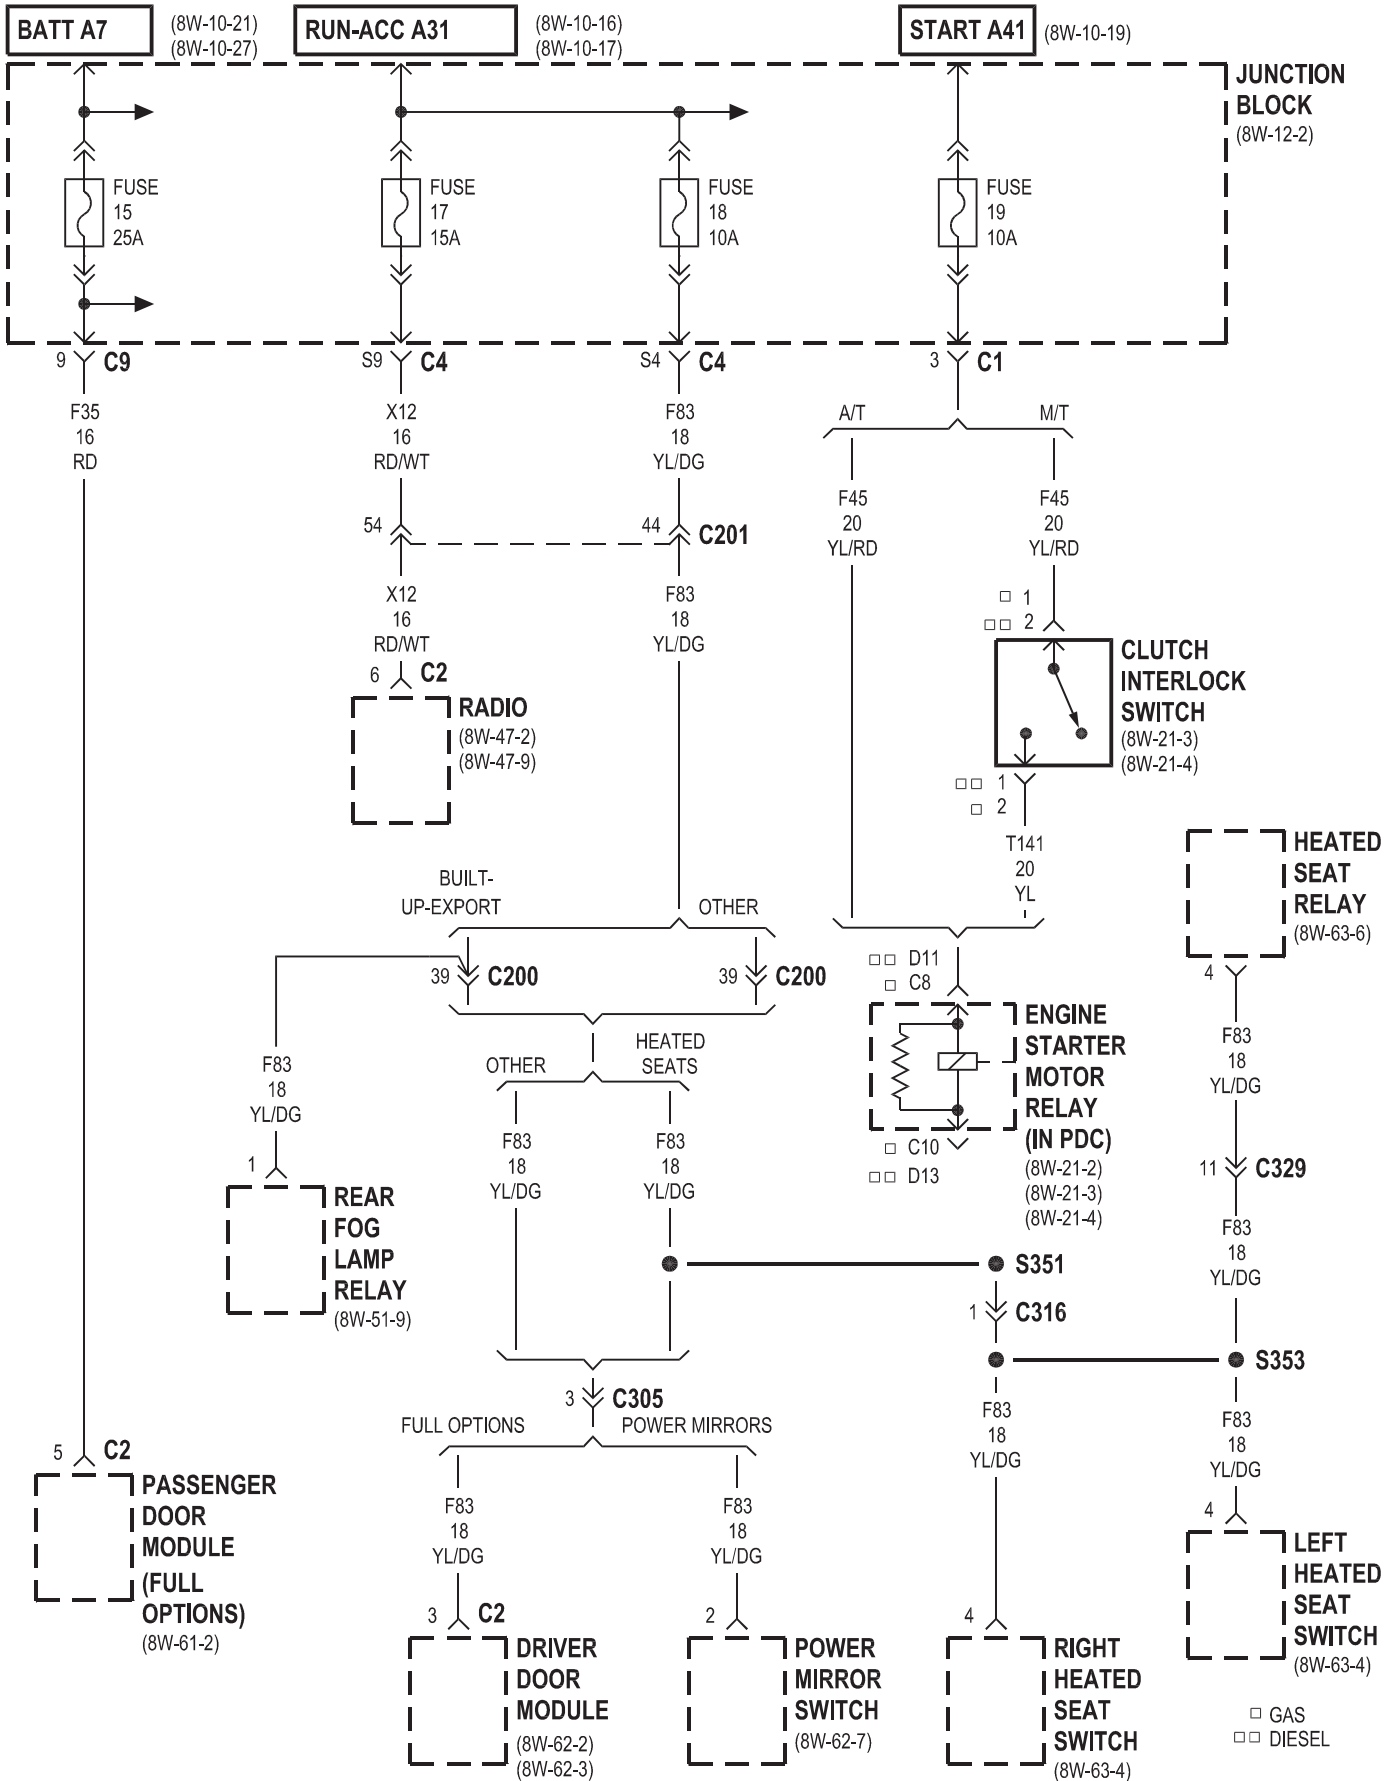 BATT A7
(8W-10-21)
(8W-10-27)
RUN-ACC A31
(8W-10-16)
(8W-10-17)
START A41
(8W-10-19)
JUNCTION
BLOCK
(8W-12-2)
FUSE
15
25A
FUSE
17
15A
FUSE
18
10A
FUSE
19
10A
9 C9
S9 C4
S4 C4
3 C1
F35
16
RD
X12
16
RD/WT
F83
18
YL/DG
A/T
M/T
F45
20
YL/RD
F45
20
YL/RD
54
44 C201
X12
16
RD/WT
F83
18
YL/DG
□ 1
□□ 2
CLUTCH
INTERLOCK
SWITCH
(8W-21-3)
(8W-21-4)
6 C2
RADIO
(8W-47-2)
(8W-47-9)
□□ 1
□ 2
T141
20
YL
HEATED
SEAT
RELAY
(8W-63-6)
4
BUILT-
UP-EXPORT
OTHER
39 C200
39 C200
□□ D11
□ C8
ENGINE
STARTER
MOTOR
RELAY
(IN PDC)
(8W-21-2)
(8W-21-3)
(8W-21-4)
□ C10
□□ D13
F83
18
YL/DG
OTHER
HEATED
SEATS
F83
18
YL/DG
F83
18
YL/DG
F83
18
YL/DG
11 C329
F83
18
YL/DG
1
REAR
FOG
LAMP
RELAY
(8W-51-9)
S351
1 C316
S353
3 C305
FULL OPTIONS
POWER MIRRORS
F83
18
YL/DG
F83
18
YL/DG
5 C2
PASSENGER
DOOR
MODULE
(FULL
OPTIONS)
(8W-61-2)
F83
18
YL/DG
F83
18
YL/DG
4
LEFT
HEATED
SEAT
SWITCH
(8W-63-4)
3 C2
DRIVER
DOOR
MODULE
(8W-62-2)
(8W-62-3)
2
POWER
MIRROR
SWITCH
(8W-62-7)
4
RIGHT
HEATED
SEAT
SWITCH
(8W-63-4)
□ GAS
□□ DIESEL